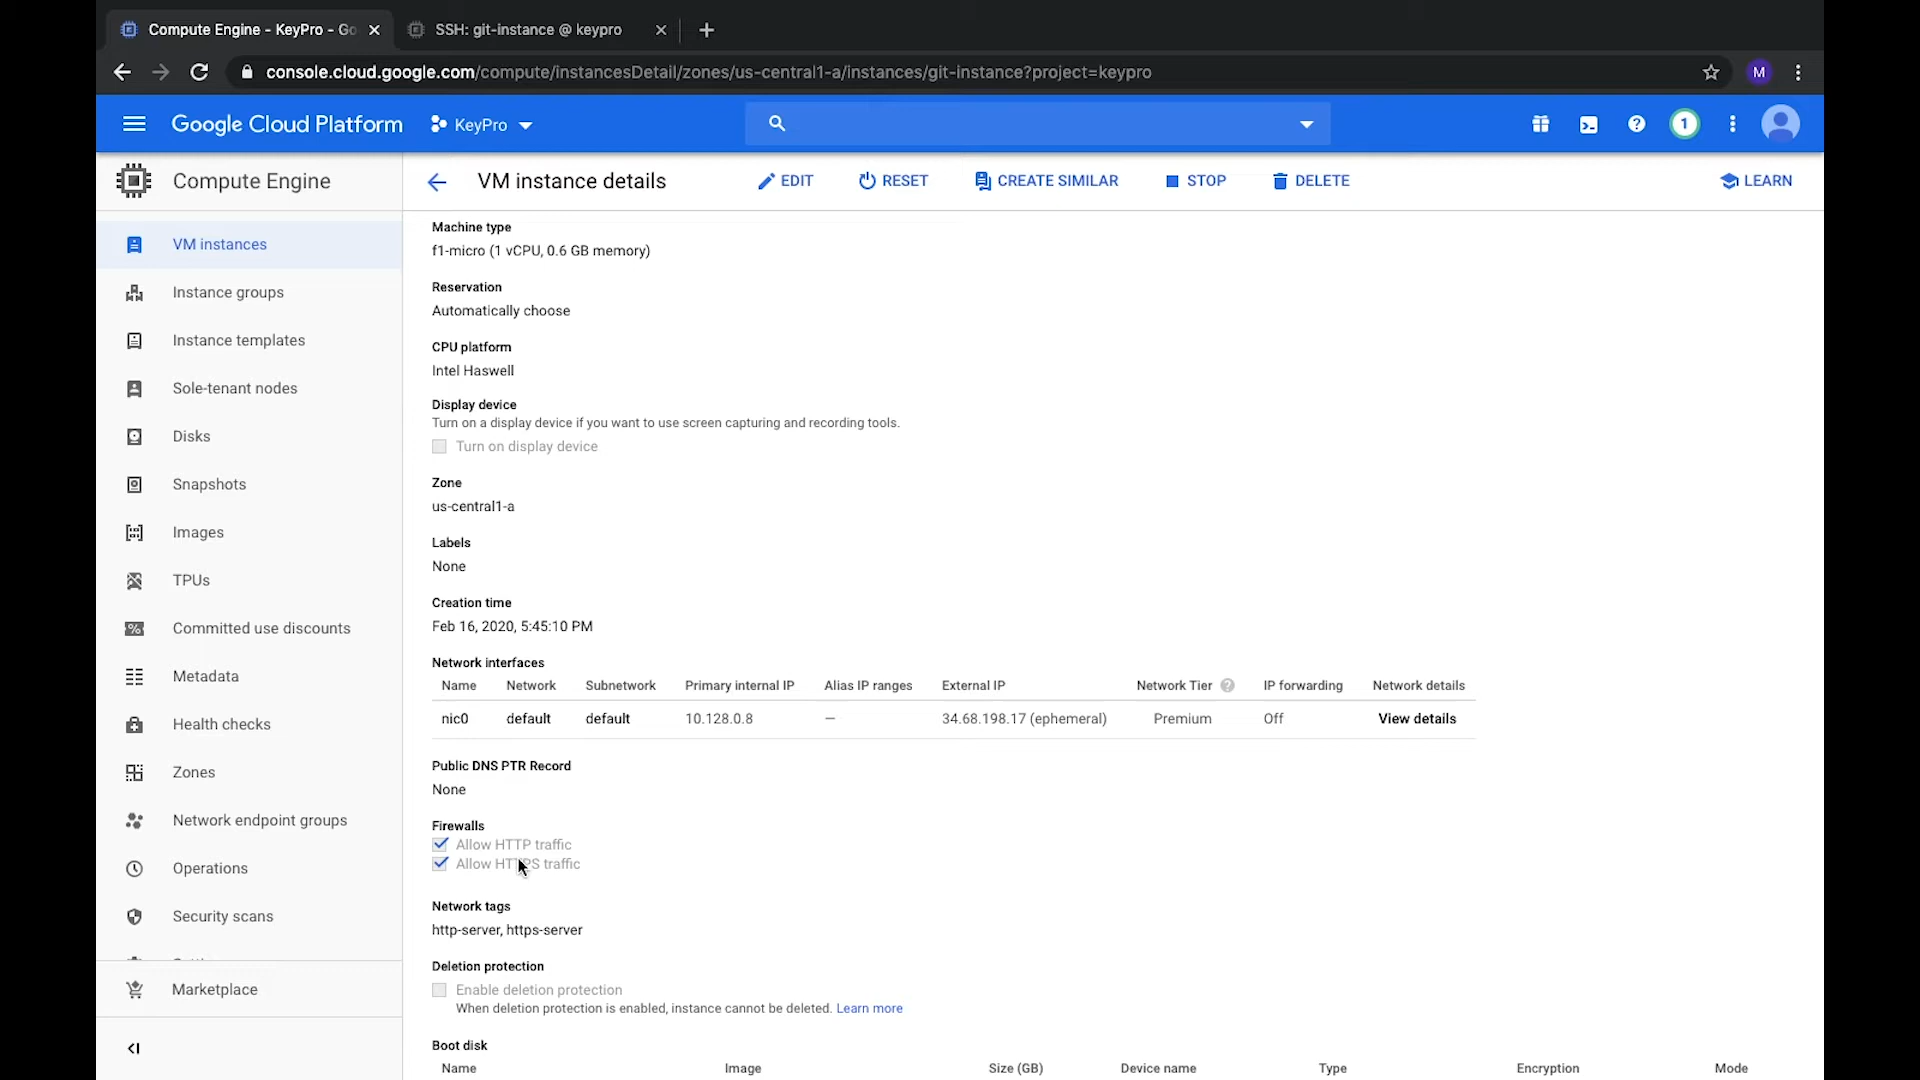 Compute Engine - KeyPro - Go
SSH: git-instance @ keypro
console.cloud.google.com/compute/instancesDetail/zones/us-central1-a/instances/git-instance?project=keypro
M
Google Cloud Platform
KeyPro
1
Compute Engine
VM instance details
EDIT
RESET
CREATE SIMILAR
STOP
DELETE
LEARN
VM instances
Instance groups
Instance templates
Sole-tenant nodes
Disks
Snapshots
Images
TPUs
Committed use discounts
Metadata
Health checks
Zones
Network endpoint groups
Operations
Security scans
Marketplace
Machine type
f1-micro (1 vCPU, 0.6 GB memory)
Reservation
Automatically choose
CPU platform
Intel Haswell
Display device
Turn on a display device if you want to use screen capturing and recording tools.
Turn on display device
Zone
us-central1-a
Labels
None
Creation time
Feb 16, 2020, 5:45:10 PM
Network interfaces
Name Network Subnetwork Primary internal IP Alias IP ranges External IP Network Tier IP forwarding Network details
nic0 default default 10.128.0.8 — 34.68.198.17 (ephemeral) Premium Off View details
Public DNS PTR Record
None
Firewalls
Allow HTTP traffic
Allow HTTPS traffic
Network tags
http-server, https-server
Deletion protection
Enable deletion protection
When deletion protection is enabled, instance cannot be deleted. Learn more
Boot disk
Name Image Size (GB) Device name Type Encryption Mode